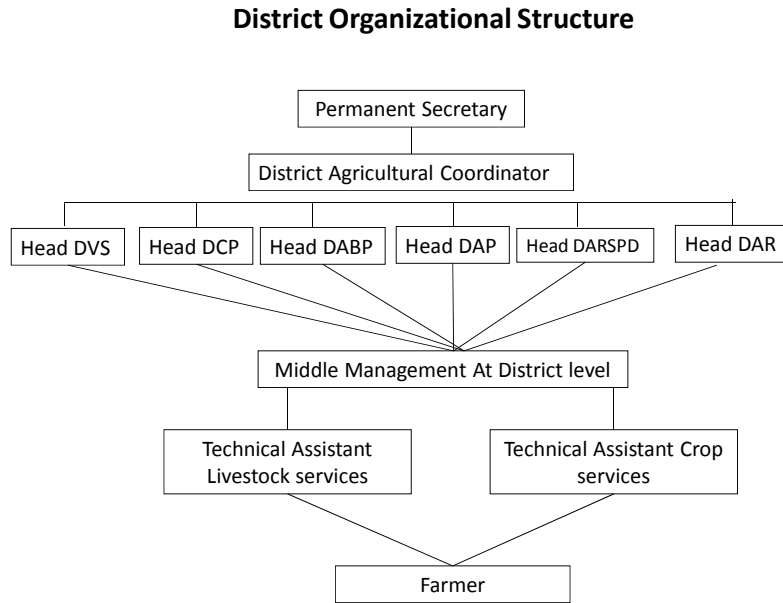 District Organizational Structure
Permanent Secretary
District Agricultural Coordinator
Head DVS
Head DCP
Head DABP
Head DAP
Head DARSPD
Head DAR
Middle Management At District level
Technical Assistant
Livestock services
Technical Assistant Crop
services
Farmer